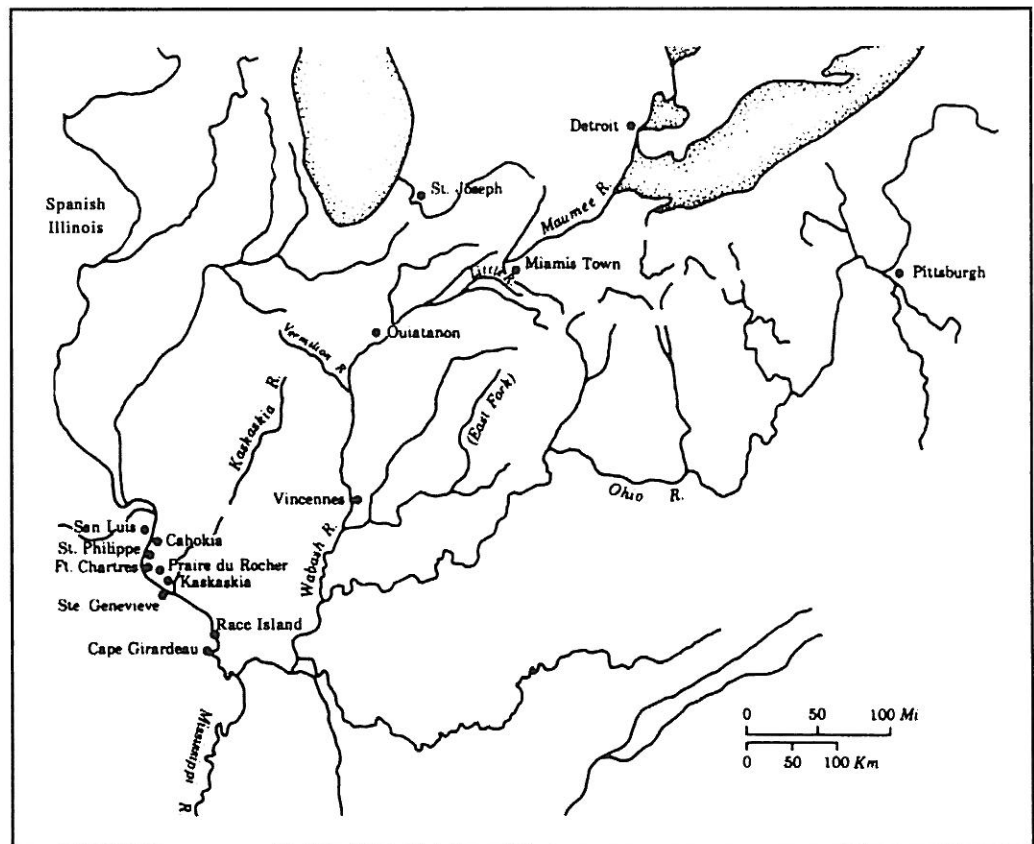 Detroit
St. Joseph
Spanish
Illinois
Maumee R.
Little R.
Miamis Town
Pittsburgh
Ouiatanon
Vermilion R
Kaskaskia R.
(East Fork)
Ohio R.
Vincennes
Wabash R.
San Luis
Cahokia
St. Philippe
Ft. Chartres
Praire du Rocher
Kaskaskia
Ste Genevieve
Race Island
Cape Girardeau
Mississippi R
0 50 100 Mi
0 50 100 Km